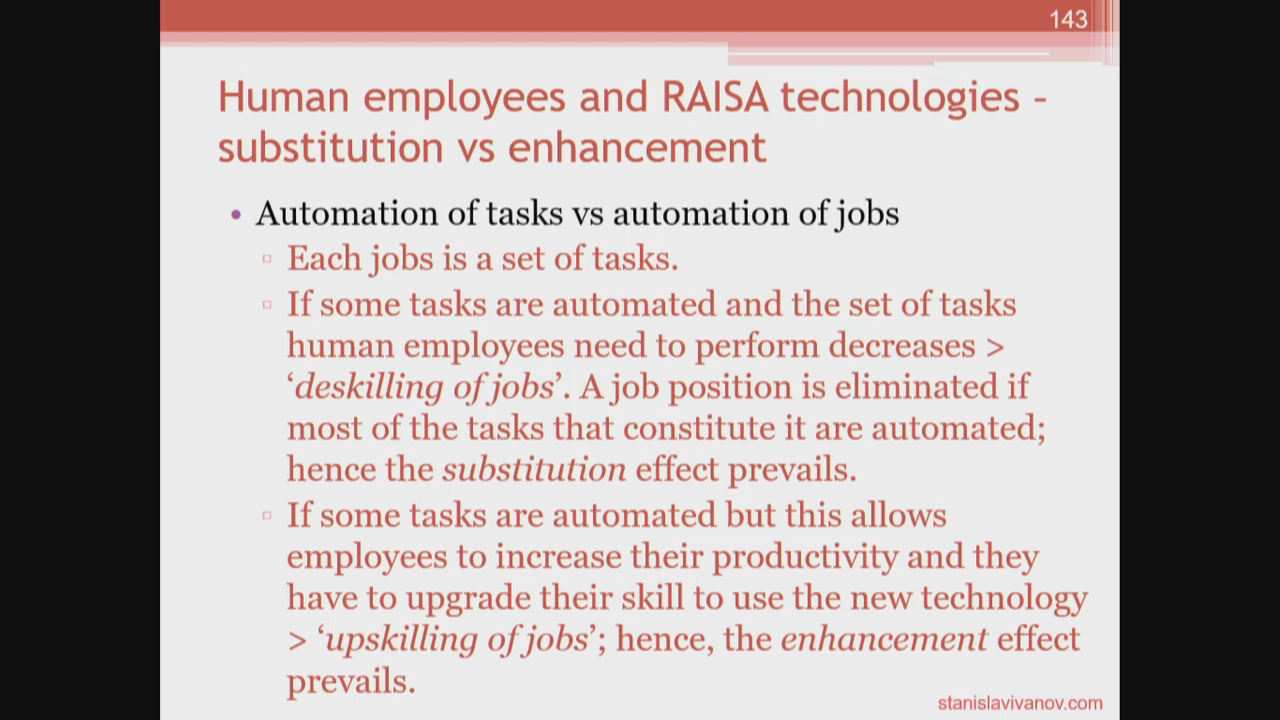 143
Human employees and RAISA technologies –
substitution vs enhancement
• Automation of tasks vs automation of jobs
▫ Each jobs is a set of tasks.
▫ If some tasks are automated and the set of tasks
human employees need to perform decreases >
‘deskilling of jobs’. A job position is eliminated if
most of the tasks that constitute it are automated;
hence the substitution effect prevails.
▫ If some tasks are automated but this allows
employees to increase their productivity and they
have to upgrade their skill to use the new technology
> ‘upskilling of jobs’; hence, the enhancement effect
prevails.
stanislavivanov.com